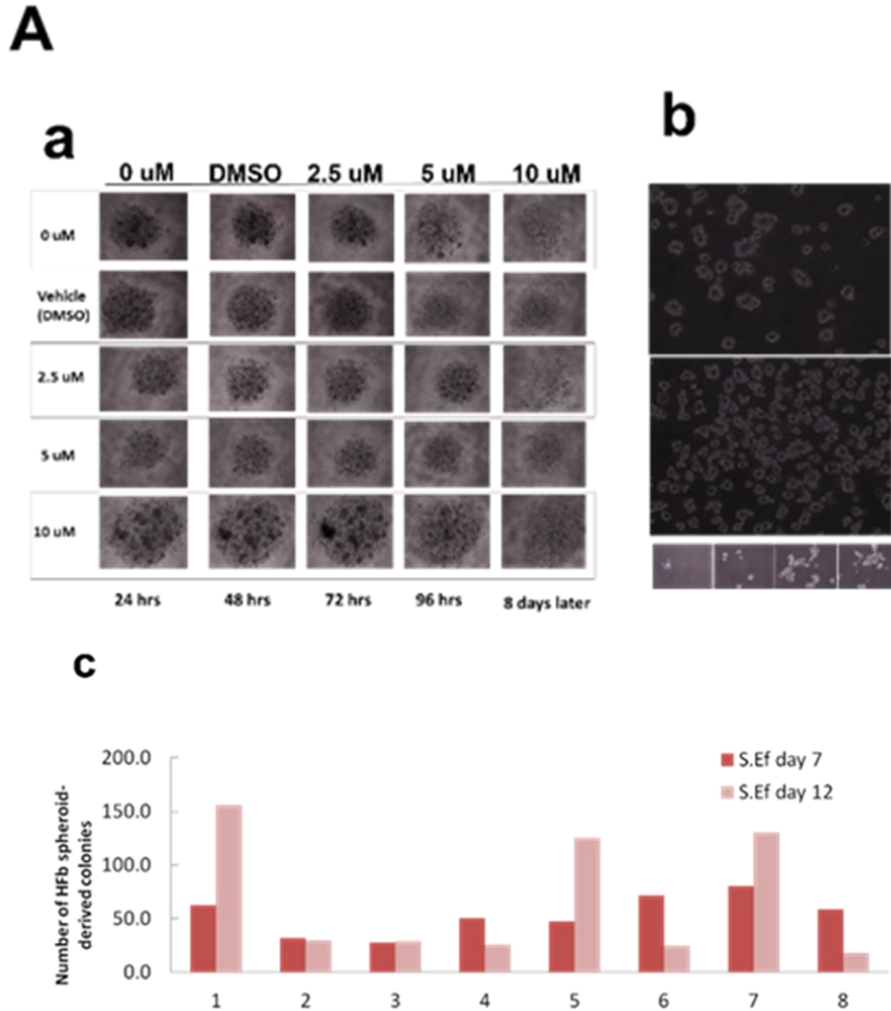 A
a
b
0 uM DMSO 2.5 uM 5 uM 10 uM
0 uM
Vehicle
(DMSO)
2.5 uM
5 uM
10 uM
24 hrs 48 hrs 72 hrs 96 hrs 8 days later
c
200.0
150.0
100.0
50.0
0.0
Number of HFb spheroid-
derived colonies
S.Ef day 7
S.Ef day 12
1 2 3 4 5 6 7 8